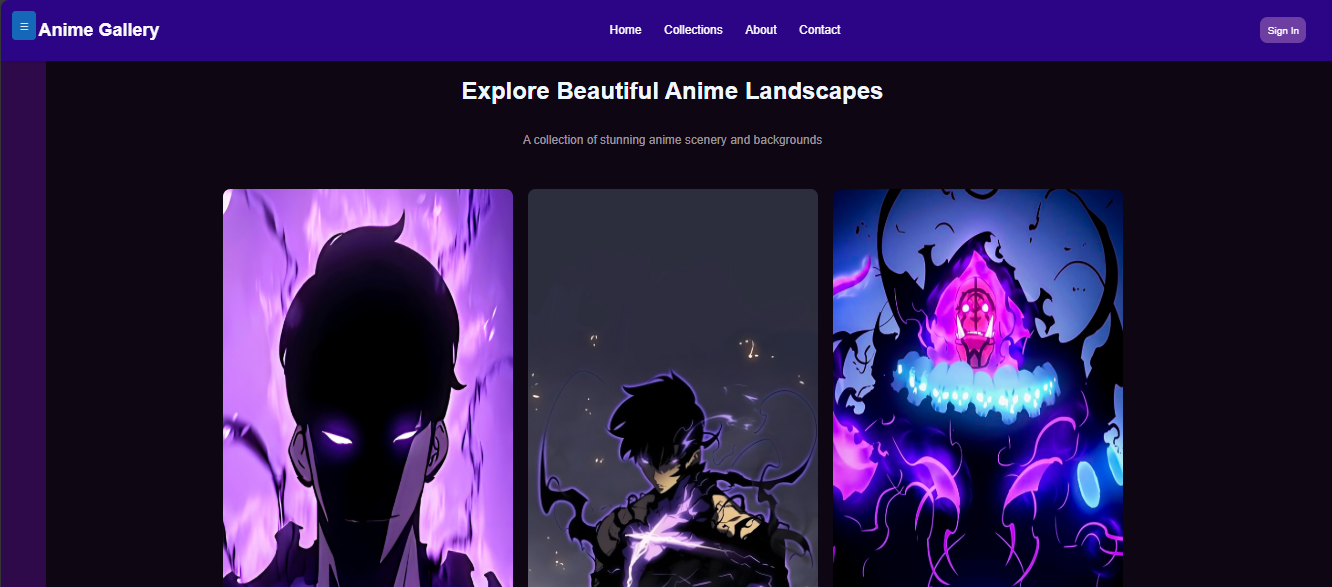 ☰ Anime Gallery Home Collections About Contact Sign In
Explore Beautiful Anime Landscapes
A collection of stunning anime scenery and backgrounds